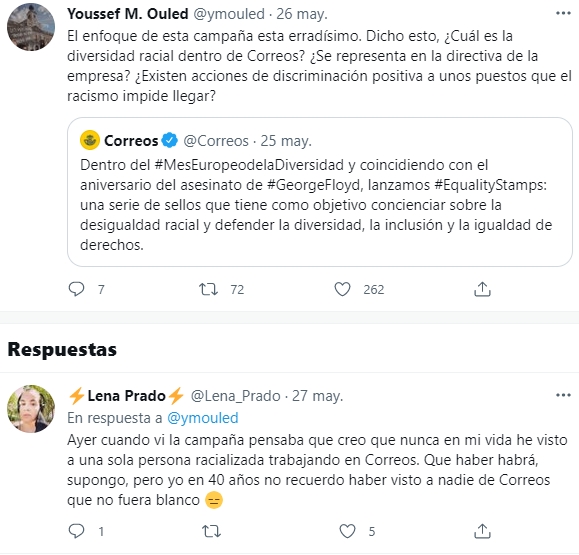 Youssef M. Ouled @ymouled · 26 may.
El enfoque de esta campaña esta erradísimo. Dicho esto, ¿Cuál es la
diversidad racial dentro de Correos? ¿Se representa en la directiva de la
empresa? ¿Existen acciones de discriminación positiva a unos puestos que el
racismo impide llegar?
Correos @Correos · 25 may.
Dentro del #MesEuropeodelaDiversidad y coincidiendo con el
aniversario del asesinato de #GeorgeFloyd, lanzamos #EqualityStamps:
una serie de sellos que tiene como objetivo concienciar sobre la
desigualdad racial y defender la diversidad, la inclusión y la igualdad de
derechos.
7 72 262
Respuestas
⚡Lena Prado⚡ @Lena_Prado · 27 may.
En respuesta a @ymouled
Ayer cuando vi la campaña pensaba que creo que nunca en mi vida he visto
a una sola persona racializada trabajando en Correos. Que haber habrá,
supongo, pero yo en 40 años no recuerdo haber visto a nadie de Correos
que no fuera blanco 😑
1 5